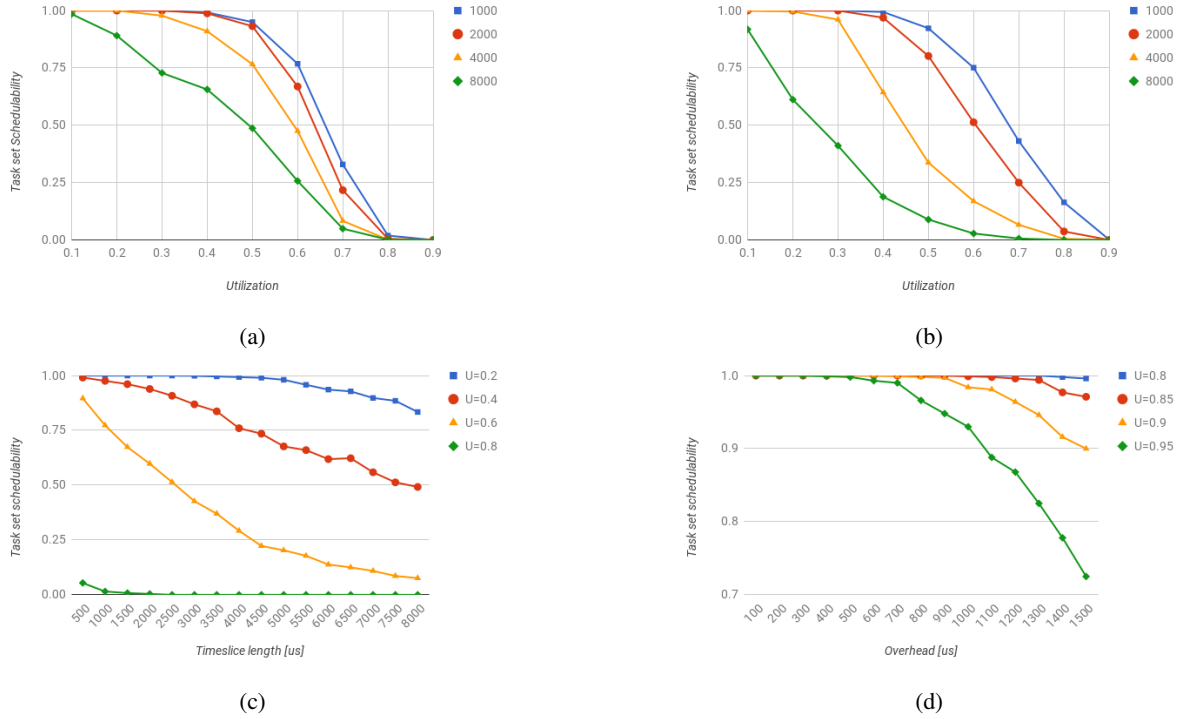 1.00
0.75
0.50
0.25
0.00
Task set Schedulability
0.1 0.2 0.3 0.4 0.5 0.6 0.7 0.8 0.9
Utilization
1000
2000
4000
8000
(a)
1.00
0.75
0.50
0.25
0.00
Task set schedulability
0.1 0.2 0.3 0.4 0.5 0.6 0.7 0.8 0.9
Utilization
1000
2000
4000
8000
(b)
1.00
0.75
0.50
0.25
0.00
Task set schedulability
500 1000 1500 2000 2500 3000 3500 4000 4500 5000 5500 6000 6500 7000 7500 8000
Timeslice length [us]
U=0.2
U=0.4
U=0.6
U=0.8
(c)
1.0
0.9
0.8
0.7
Task set schedulability
100 200 300 400 500 600 700 800 900 1000 1100 1200 1300 1400 1500
Overhead [us]
U=0.8
U=0.85
U=0.9
U=0.95
(d)